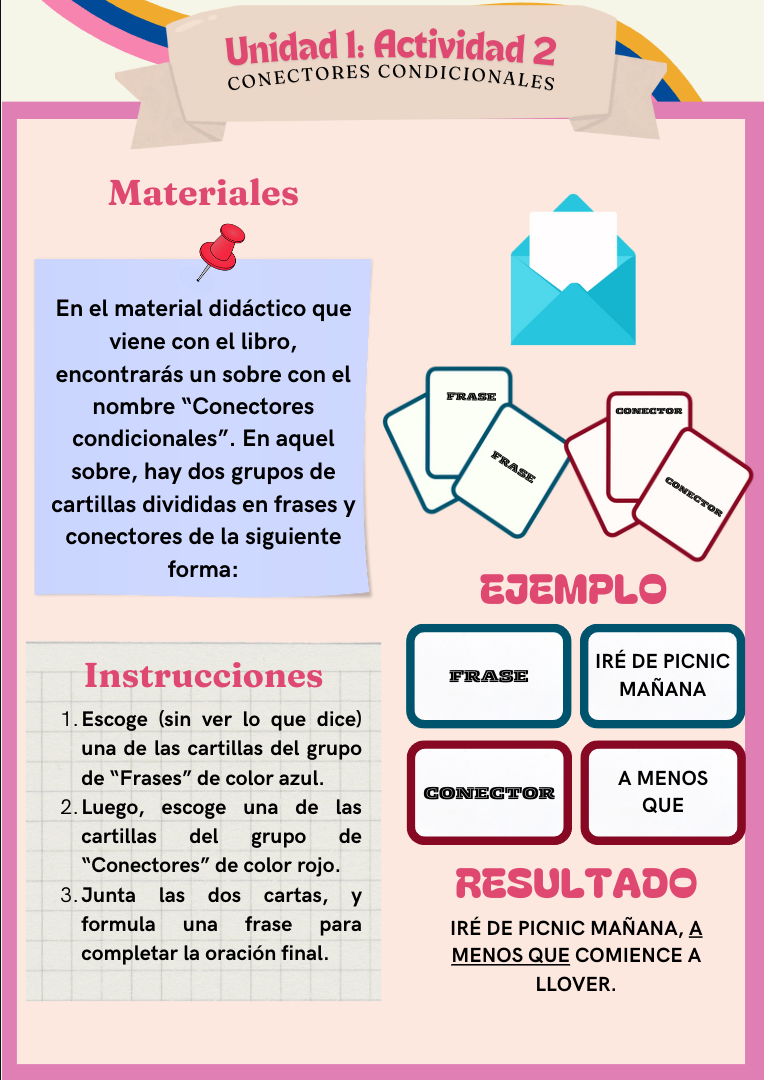 Unidad 1: Actividad 2
CONECTORES CONDICIONALES
Materiales
En el material didáctico que
viene con el libro,
encontrarás un sobre con el
nombre “Conectores
condicionales”. En aquel
sobre, hay dos grupos de
cartillas divididas en frases y
conectores de la siguiente
forma:
FRASE
FRASE
CONECTOR
CONECTOR
Instrucciones
1. Escoge (sin ver lo que dice)
una de las cartillas del grupo
de “Frases” de color azul.
2. Luego, escoge una de las
cartillas del grupo de
“Conectores” de color rojo.
3. Junta las dos cartas, y
formula una frase para
completar la oración final.
EJEMPLO
FRASE
IRÉ DE PICNIC
MAÑANA
CONECTOR
A MENOS
QUE
RESULTADO
IRÉ DE PICNIC MAÑANA, A
MENOS QUE COMIENCE A
LLOVER.